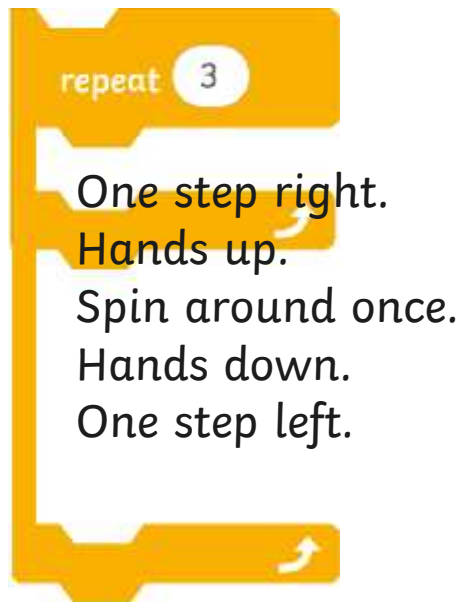 repeat 3
One step right.
Hands up.
Spin around once.
Hands down.
One step left.